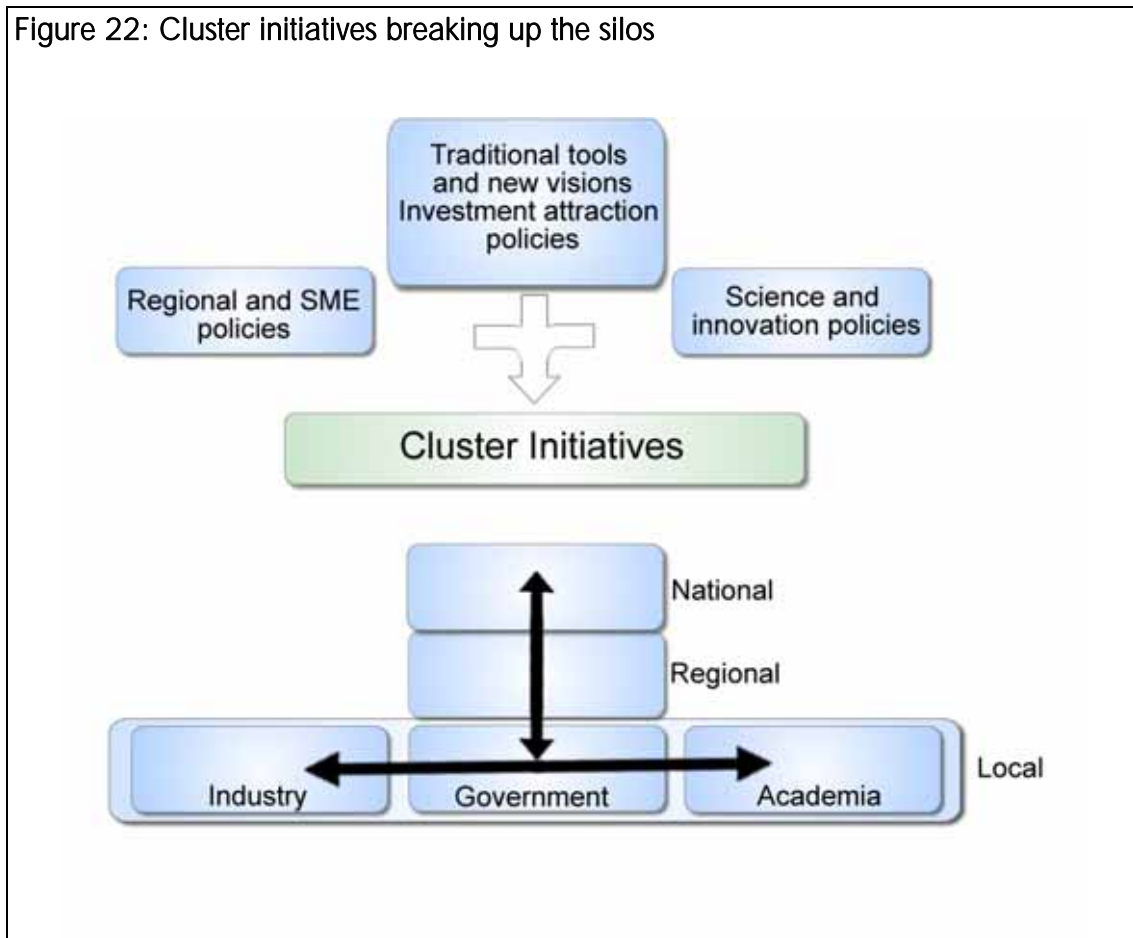 Figure 22: Cluster initiatives breaking up the silos
Traditional tools
and new visions
Investment attraction
policies
Regional and SME
policies
Science and
innovation policies
Cluster Initiatives
National
Regional
Local
Industry
Government
Academia